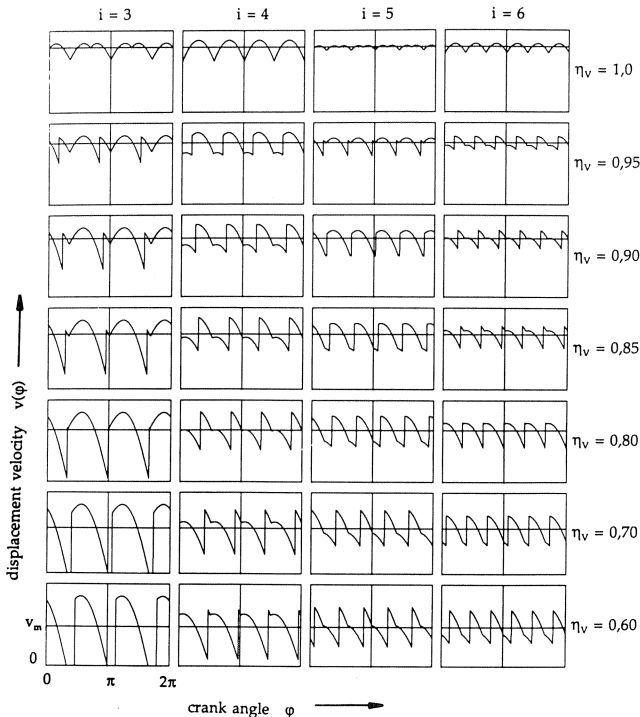 i = 3 i = 4 i = 5 i = 6
ηv = 1,0
ηv = 0,95
ηv = 0,90
ηv = 0,85
ηv = 0,80
ηv = 0,70
ηv = 0,60
displacement velocity v(φ)
vm
0
0 π 2π
crank angle φ